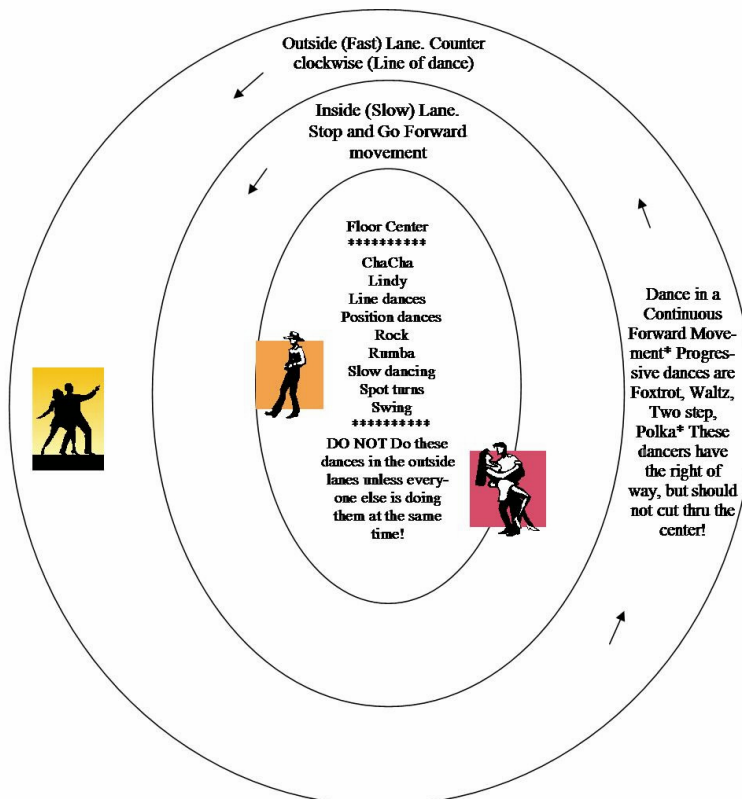 Outside (Fast) Lane. Counter
clockwise (Line of dance)
Inside (Slow) Lane.
Stop and Go Forward
movement
Floor Center
**********
ChaCha
Lindy
Line dances
Position dances
Rock
Rumba
Slow dancing
Spot turns
Swing
**********
DO NOT Do these
dances in the outside
lanes unless every-
one else is doing
them at the same
time!
Dance in a
Continuous
Forward Move-
ment* Progres-
sive dances are
Foxtrot, Waltz,
Two step,
Polka* These
dancers have
the right of
way, but should
not cut thru the
center!